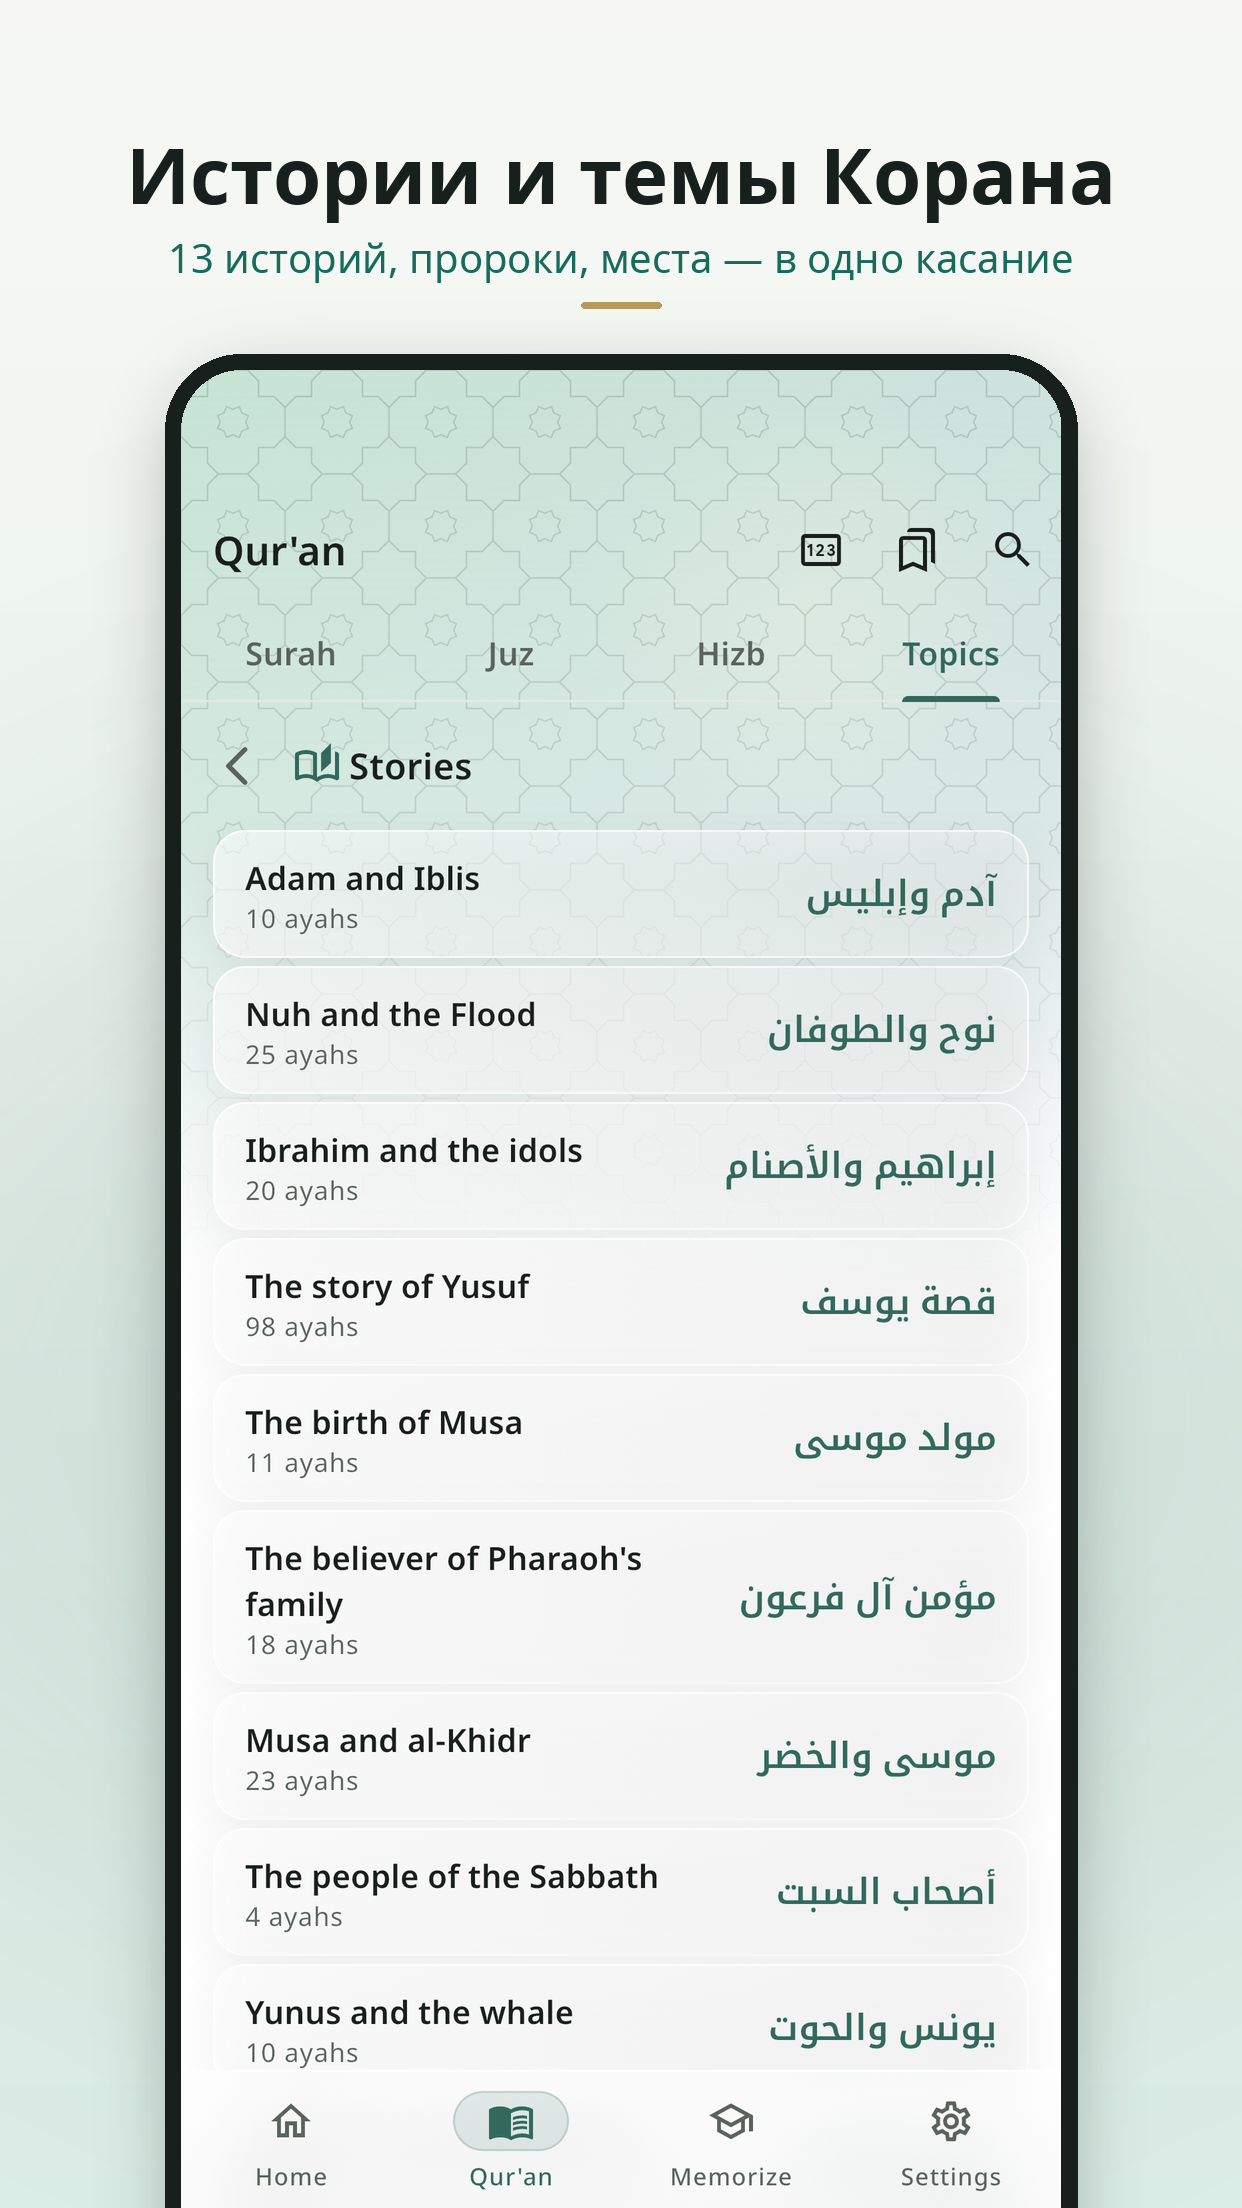 Истории и темы Корана
13 историй, пророки, места — в одно касание
Qur'an
123
Surah Juz Hizb Topics
Stories
Adam and Iblis
10 ayahs
آدم وإبليس
Nuh and the Flood
25 ayahs
نوح والطوفان
Ibrahim and the idols
20 ayahs
إبراهيم والأصنام
The story of Yusuf
98 ayahs
قصة يوسف
The birth of Musa
11 ayahs
مولد موسى
The believer of Pharaoh's
family
18 ayahs
مؤمن آل فرعون
Musa and al-Khidr
23 ayahs
موسى والخضر
The people of the Sabbath
4 ayahs
أصحاب السبت
Yunus and the whale
10 ayahs
يونس والحوت
Home Qur'an Memorize Settings